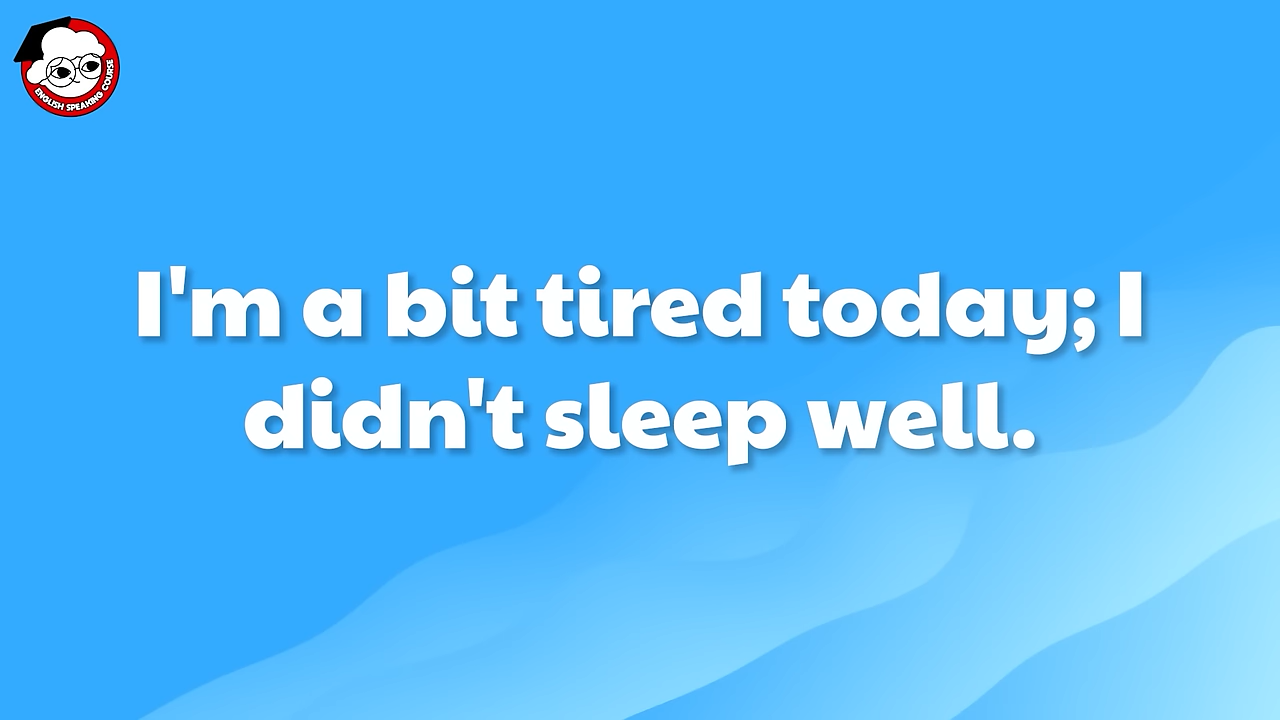 ENGLISH SPEAKING COURSE
I'm a bit tired today; I
didn't sleep well.